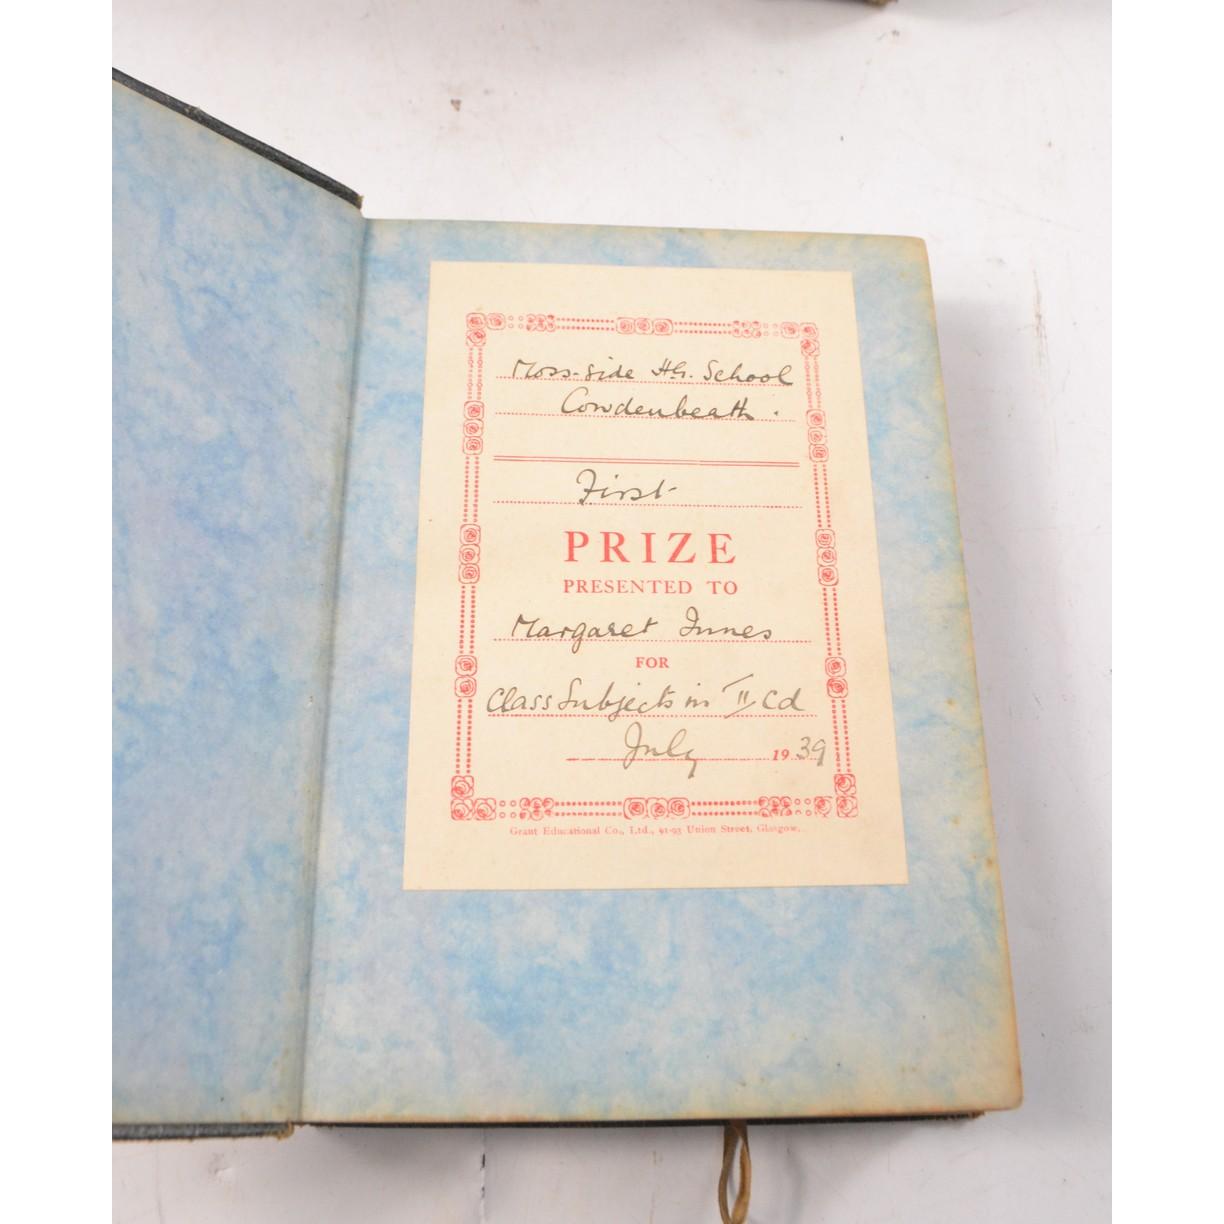 Moss-side Hr. School
Cowdenbeath.
First
PRIZE
PRESENTED TO
Margaret Innes
FOR
Class Subjects in II Cd
July 1939
Grant Educational Co., Ltd., 91-93 Union Street, Glasgow.